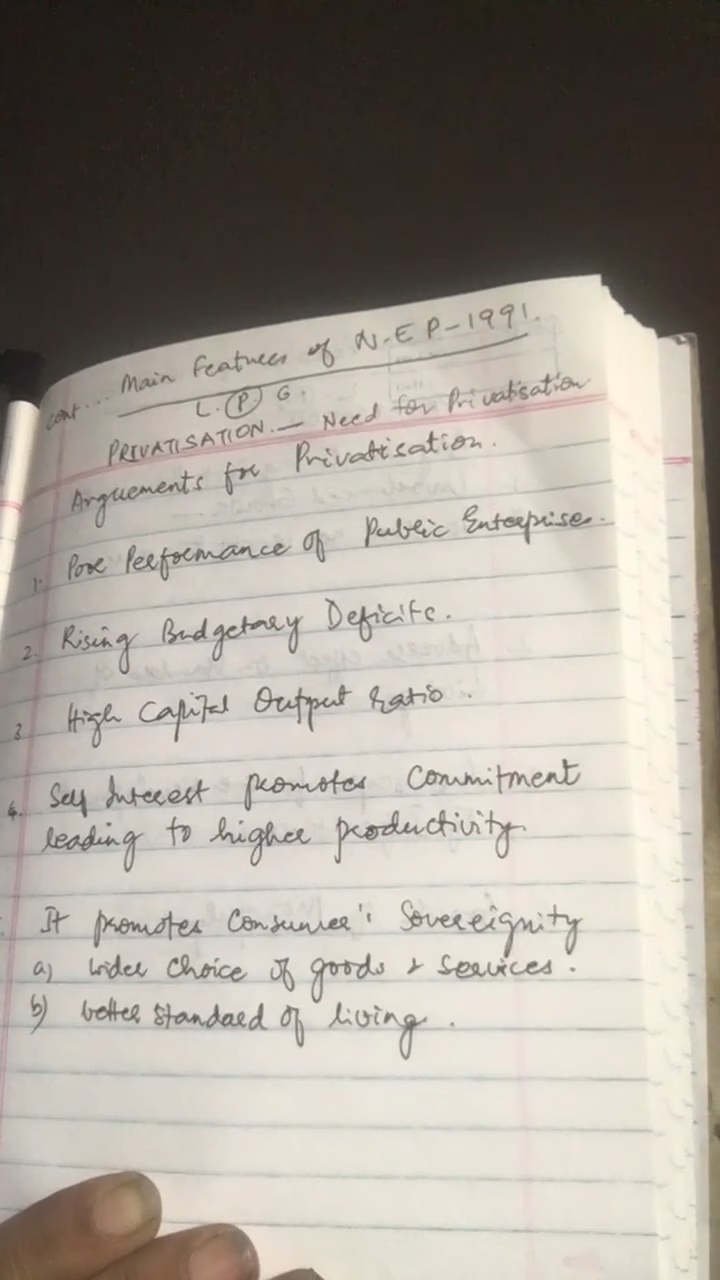 cont... Main Features of N.E P-1991.
L. P G.
PRIVATISATION. — Need for Privatisation
Arguements for Privatisation.
1. Poor Performance of Public Enterprise.
2. Rising Budgetary Deficits.
3. High Capital Output Ratio.
4. Self Interest promotes Commitment
leading to higher productivity.
It promotes Consumer's Sovereignity
a) wider choice of goods & Services.
b) better standard of living.